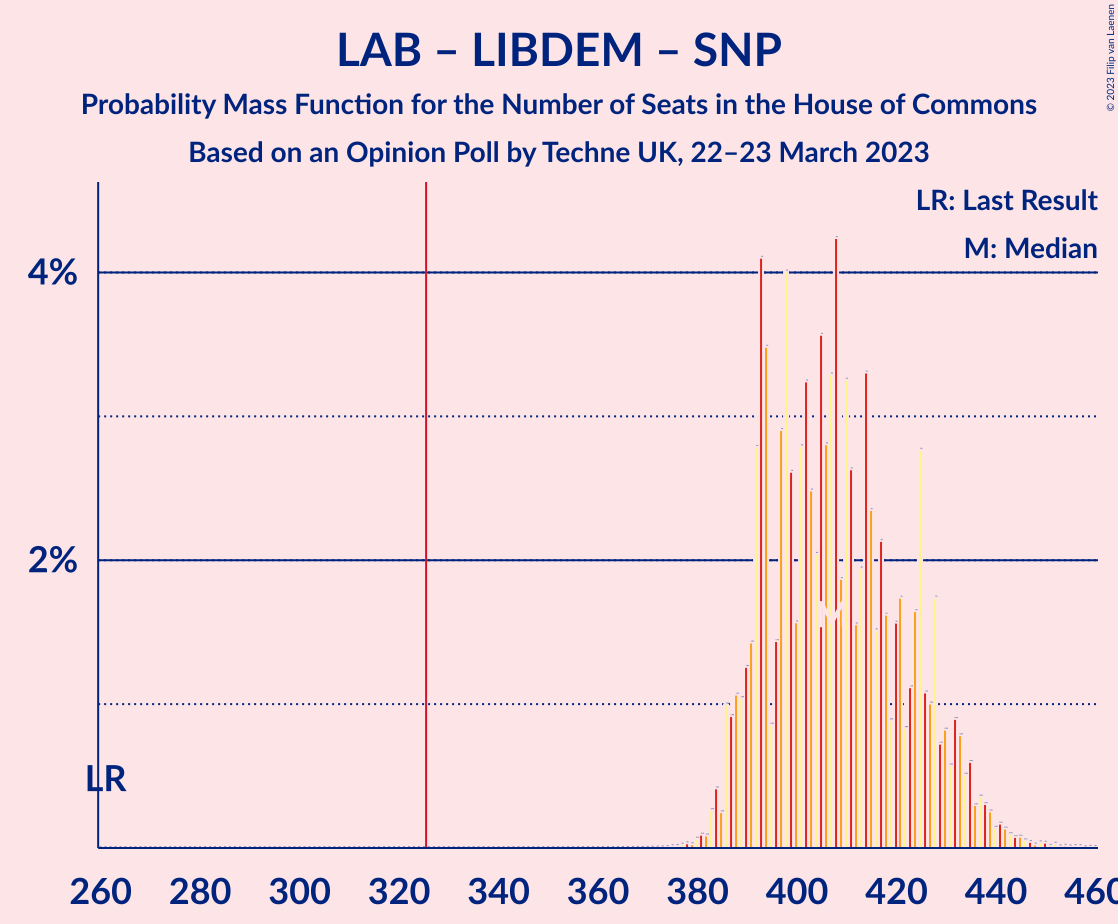 LAB – LIBDEM – SNP
Probability Mass Function for the Number of Seats in the House of Commons
Based on an Opinion Poll by Techne UK, 22–23 March 2023
© 2023 Filip van Laenen
LR: Last Result
M: Median
4%
2%
M
LR
260 280 300 320 340 360 380 400 420 440 460